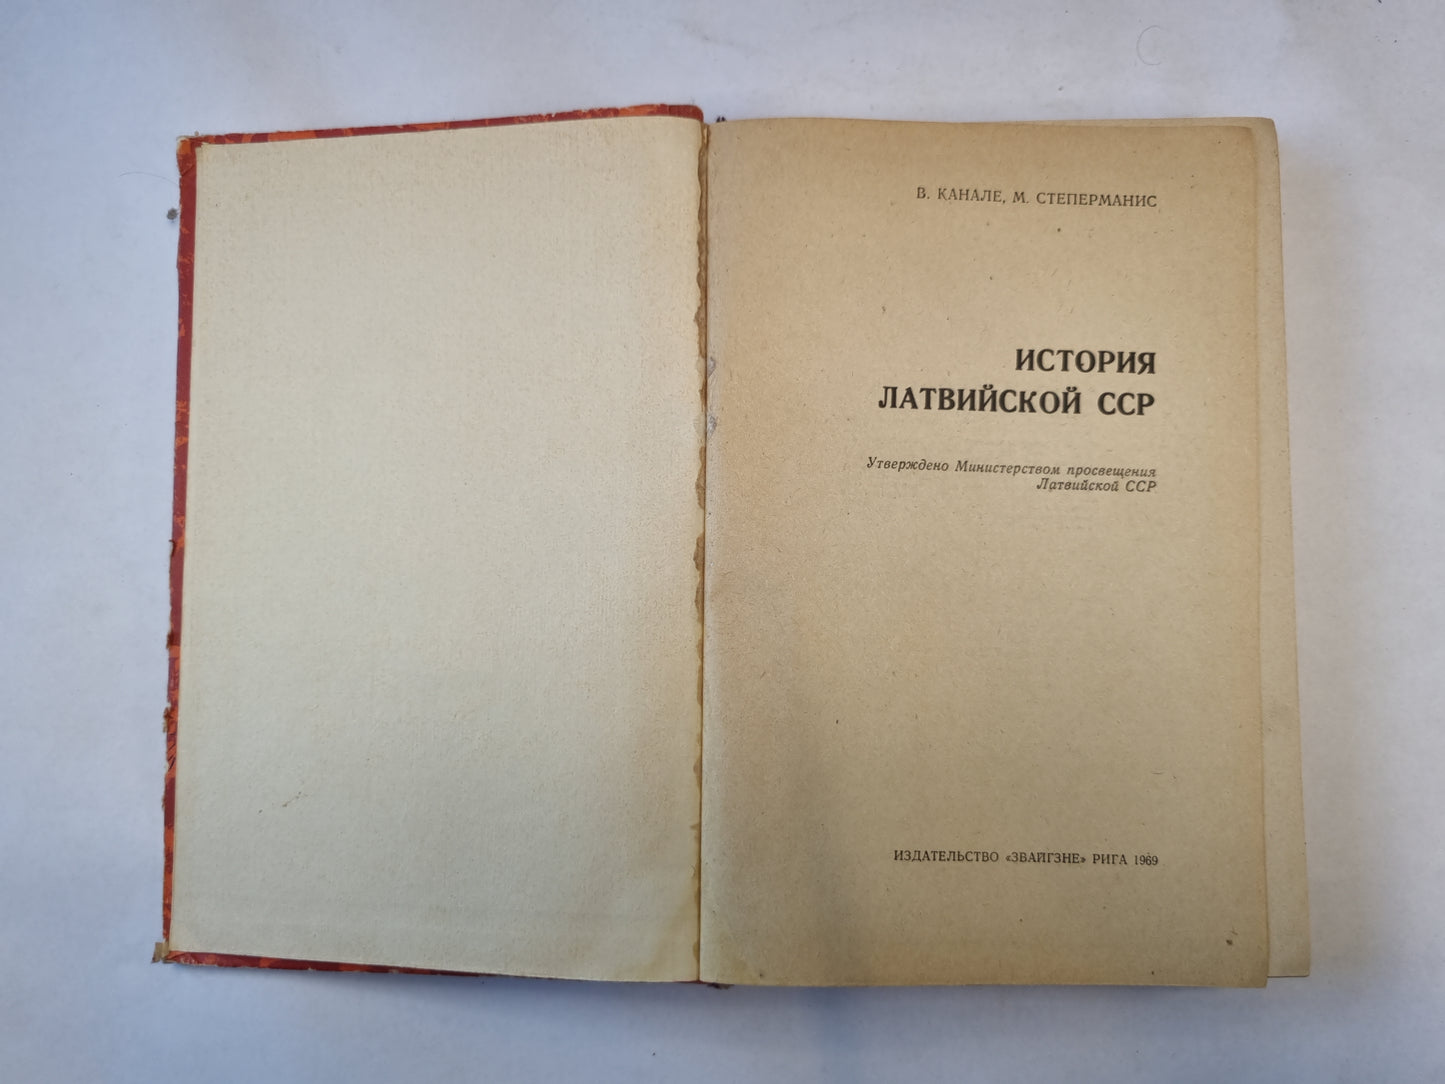 В. КАНАЛЕ, М. СТЕПЕРМАНИС
ИСТОРИЯ
ЛАТВИЙСКОЙ ССР
Утверждено Министерством просвещения
Латвийской ССР
ИЗДАТЕЛЬСТВО «ЗВАЙГЗНЕ» РИГА 1969